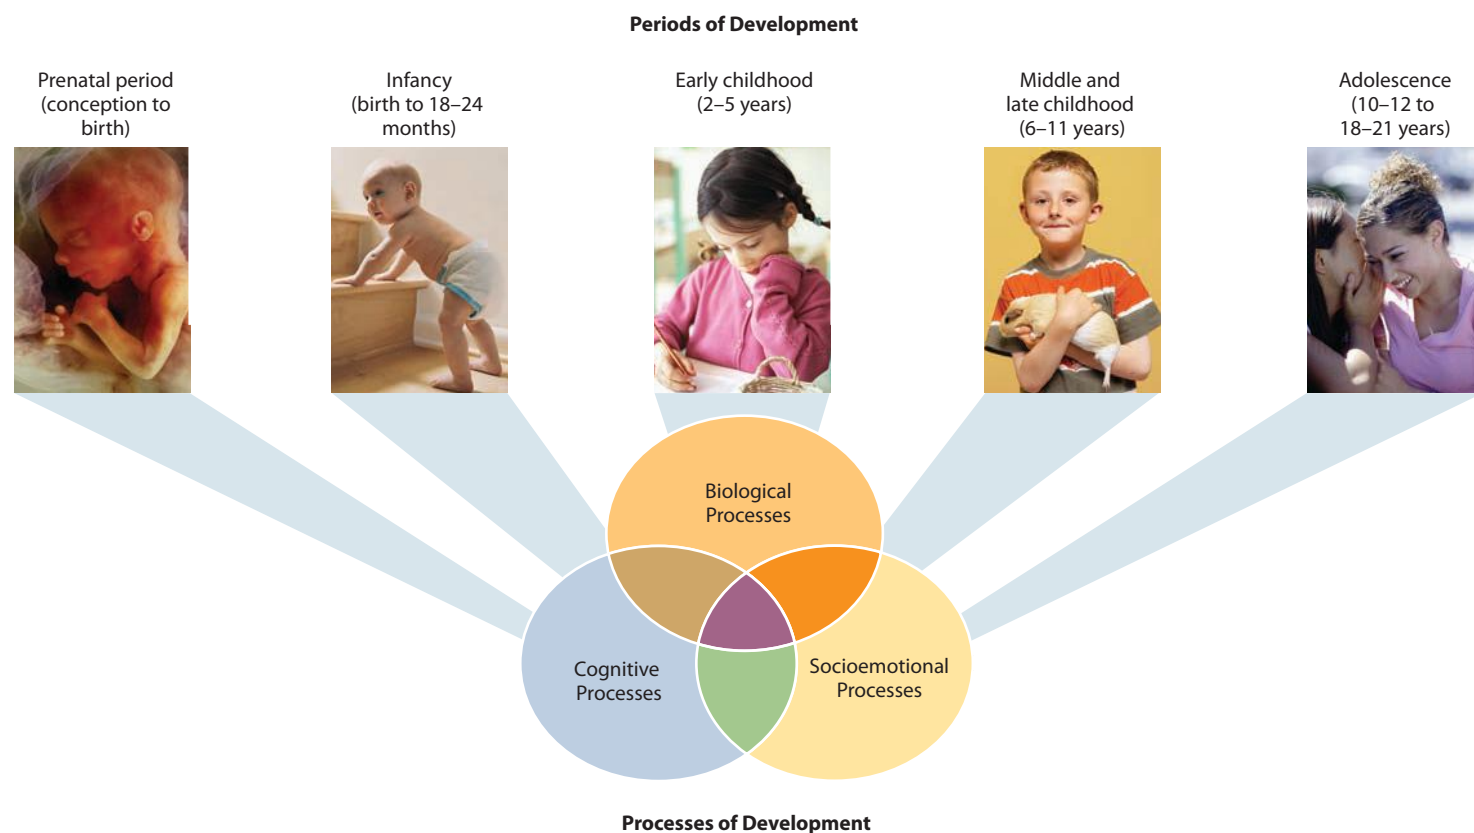 Periods of Development
Prenatal period
(conception to
birth)
Infancy
(birth to 18–24
months)
Early childhood
(2–5 years)
Middle and
late childhood
(6–11 years)
Adolescence
(10–12 to
18–21 years)
Biological
Processes
Cognitive
Processes
Socioemotional
Processes
Processes of Development